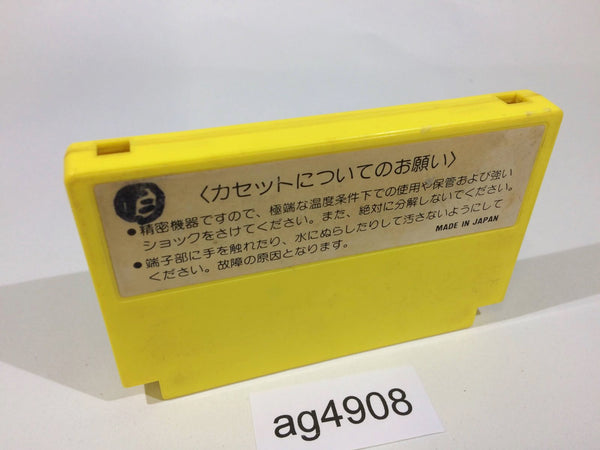 〈カセットについてのお願い〉
●精密機器ですので、極端な温度条件下での使用や保管および強い
ショックをさけてください。また、絶対に分解しないでください。
●端子部に手を触れたり、水にぬらしたりして汚さないようにして
ください。故障の原因となります。
MADE IN JAPAN
ag4908